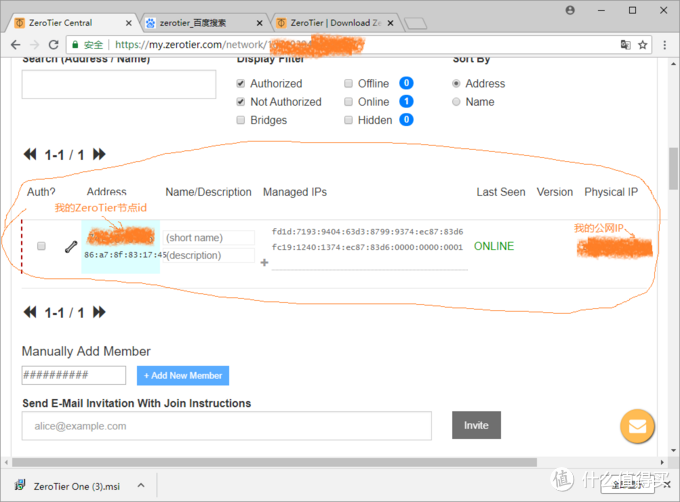 ZeroTier Central
zerotier_百度搜索
ZeroTier | Download Ze
安全 https://my.zerotier.com/network/
Search (Address / Name) Display Filter Sort By
Authorized Offline 0 Address
Not Authorized Online 1 Name
Bridges Hidden 0
1-1 / 1
Auth? Address Name/Description Managed IPs Last Seen Version Physical IP
我的ZeroTier节点id 我的公网IP
(short name) fd1d:7193:9404:63d3:8799:9374:ec87:83d6
86:a7:8f:83:17:45 (description) fc19:1240:1374:ec87:83d6:0000:0000:0001 ONLINE
1-1 / 1
Manually Add Member
########## + Add New Member
Send E-Mail Invitation With Join Instructions
alice@example.com Invite
ZeroTier One (3).msi
值 什么值得买